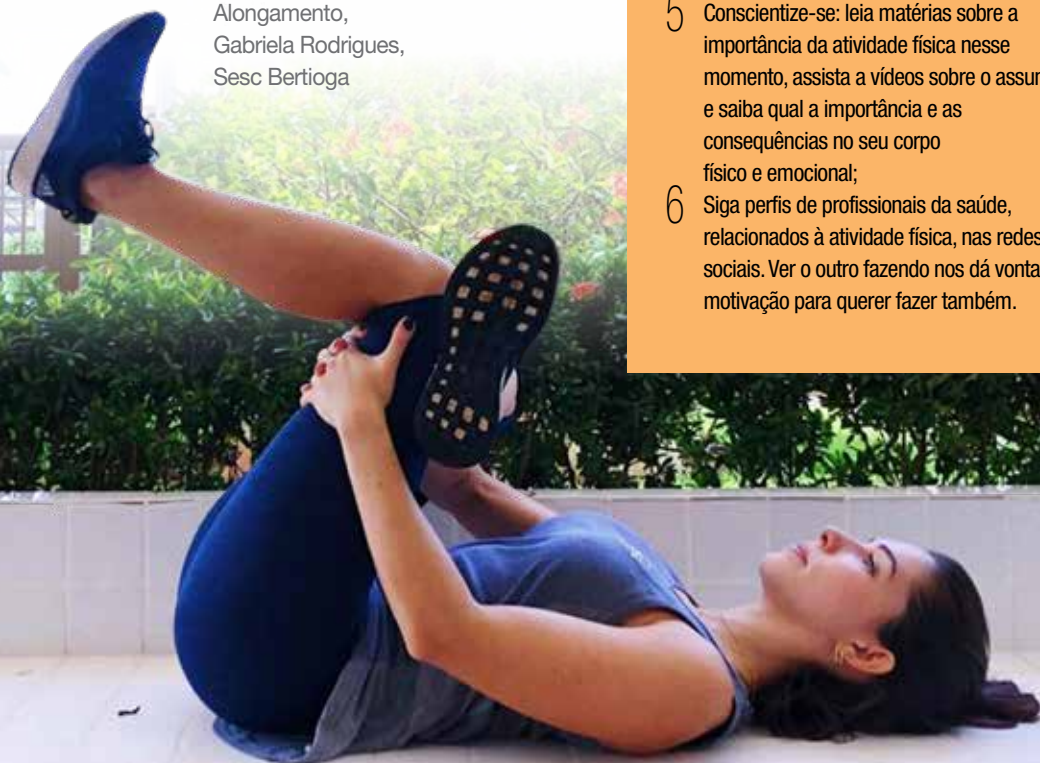 Alongamento,
Gabriela Rodrigues,
Sesc Bertioga
5 Conscientize-se: leia matérias sobre a
importância da atividade física nesse
momento, assista a vídeos sobre o
e saiba qual a importância e as
consequências no seu corpo
físico e emocional;
6 Siga perfis de profissionais da saúde,
relacionados à atividade física, nas redes
sociais. Ver o outro fazendo nos dá
motivação para querer fazer também.